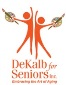 DeKalb for
Seniors Inc.
Embracing the Art of Aging